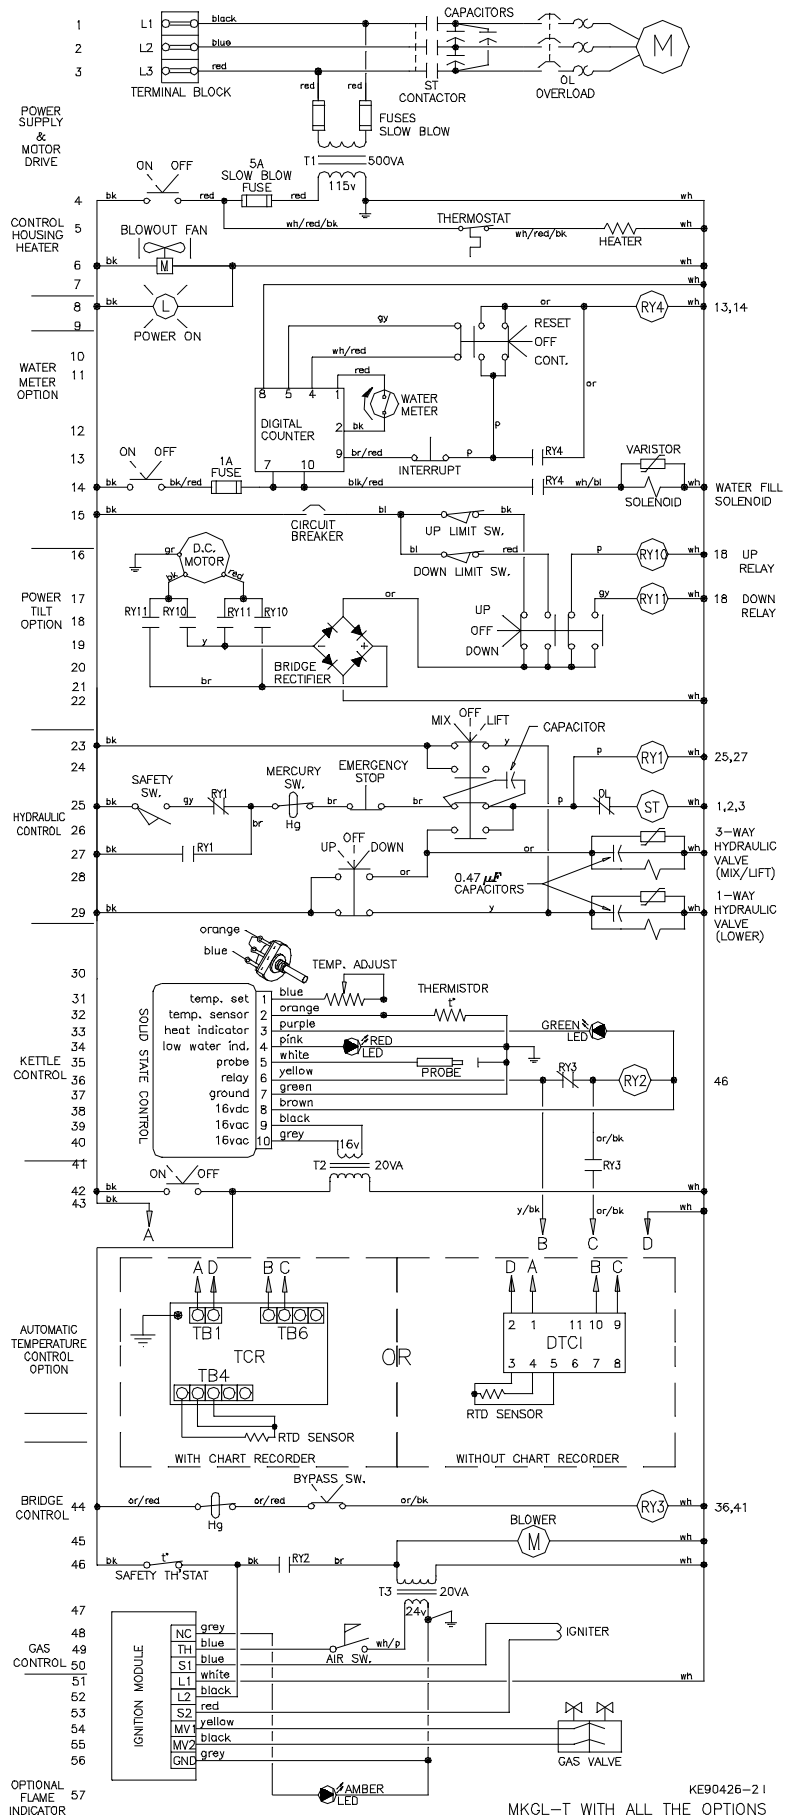 1 L1 black CAPACITORS
2 L2 blue M
3 L3 red
TERMINAL BLOCK
ST CONTACTOR
OL OVERLOAD
red red
FUSES SLOW BLOW
POWER SUPPLY & MOTOR DRIVE
T1 500VA
115v
ON OFF
5A SLOW BLOW FUSE
4 bk red red wh
CONTROL HOUSING HEATER
5 wh/red/bk THERMOSTAT wh/red/bk HEATER wh
BLOWOUT FAN
6 bk M wh
7 wh
8 bk L or RY4 wh 13,14
POWER ON
9 gy RESET
OFF
10 wh/red CONT.
11 red
or
WATER METER OPTION
8 5 4 1
WATER METER
DIGITAL COUNTER
12 2 bk p
13 9 br/red INTERRUPT p RY4
7 10
ON OFF
1A FUSE
VARISTOR
14 bk bk/red blk/red RY4 wh/bl SOLENOID wh WATER FILL SOLENOID
15 bk CIRCUIT BREAKER bl UP LIMIT SW. bk
16 gr D.C. MOTOR bl DOWN LIMIT SW. red p RY10 wh 18 UP RELAY
bk red
17 or gy RY11 wh 18 DOWN RELAY
POWER TILT OPTION
RY11 RY10 RY11 RY10
18 UP
OFF
19 y - + DOWN
20 BRIDGE RECTIFIER or
21 br
22 wh
MIX OFF LIFT
CAPACITOR
23 bk y
24 p RY1 wh 25,27
SAFETY SW.
MERCURY SW.
EMERGENCY STOP
25 bk gy RY1 Hg br br p OL ST wh 1,2,3
br
HYDRAULIC CONTROL
26
27 bk RY1 or wh 3-WAY HYDRAULIC VALVE (MIX/LIFT)
UP OFF DOWN
28 or
0.47 µF CAPACITORS
29 bk y wh 1-WAY HYDRAULIC VALVE (LOWER)
orange
blue
30 TEMP. ADJUST
31 temp. set 1 blue THERMISTOR
32 temp. sensor 2 orange t°
33 heat indicator 3 purple GREEN LED
34 low water ind. 4 pink RED LED
35 probe 5 white PROBE
KETTLE CONTROL
36 relay 6 yellow RY3 RY2 46
37 ground 7 green
38 16vdc 8 brown
39 16vac 9 black
40 16vac 10 grey 16v
SOLID STATE CONTROL
or/bk
RY3
41 T2 20VA
ON OFF
42 bk wh
43 bk wh
A y/bk or/bk
B C D
A D B C
D A B C
TB1 TB6
2 1 11 10 9
TCR
DTCI
TB4
3 4 5 6 7 8
OR
AUTOMATIC TEMPERATURE CONTROL OPTION
RTD SENSOR
RTD SENSOR
WITH CHART RECORDER
WITHOUT CHART RECORDER
BYPASS SW.
BRIDGE CONTROL
44 or/red Hg or/red or/bk RY3 wh 36,41
BLOWER
45 M wh
46 bk t° bk RY2 br wh
SAFETY TH'STAT
T3 20VA
24v
47
48 NC grey
49 TH blue AIR SW. wh/p IGNITER
GAS CONTROL
50 S1 blue
51 L1 white wh
52 L2 black
53 S2 red
54 MV1 yellow
55 MV2 black GAS VALVE
56 GND grey
IGNITION MODULE
OPTIONAL FLAME INDICATOR
57 AMBER LED
KE90426-21
MKGL-T WITH ALL THE OPTIONS